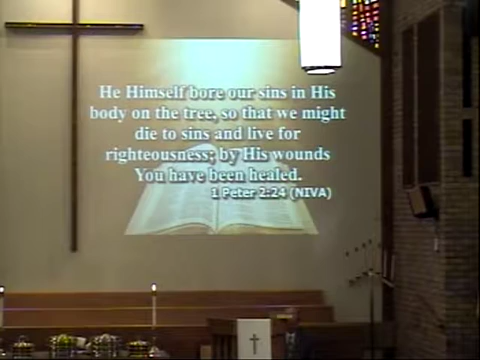 He Himself bore our sins in His
body on the tree, so that we might
die to sins and live for
righteousness; by His wounds
You have been healed.
1 Peter 2:24 (NIVA)